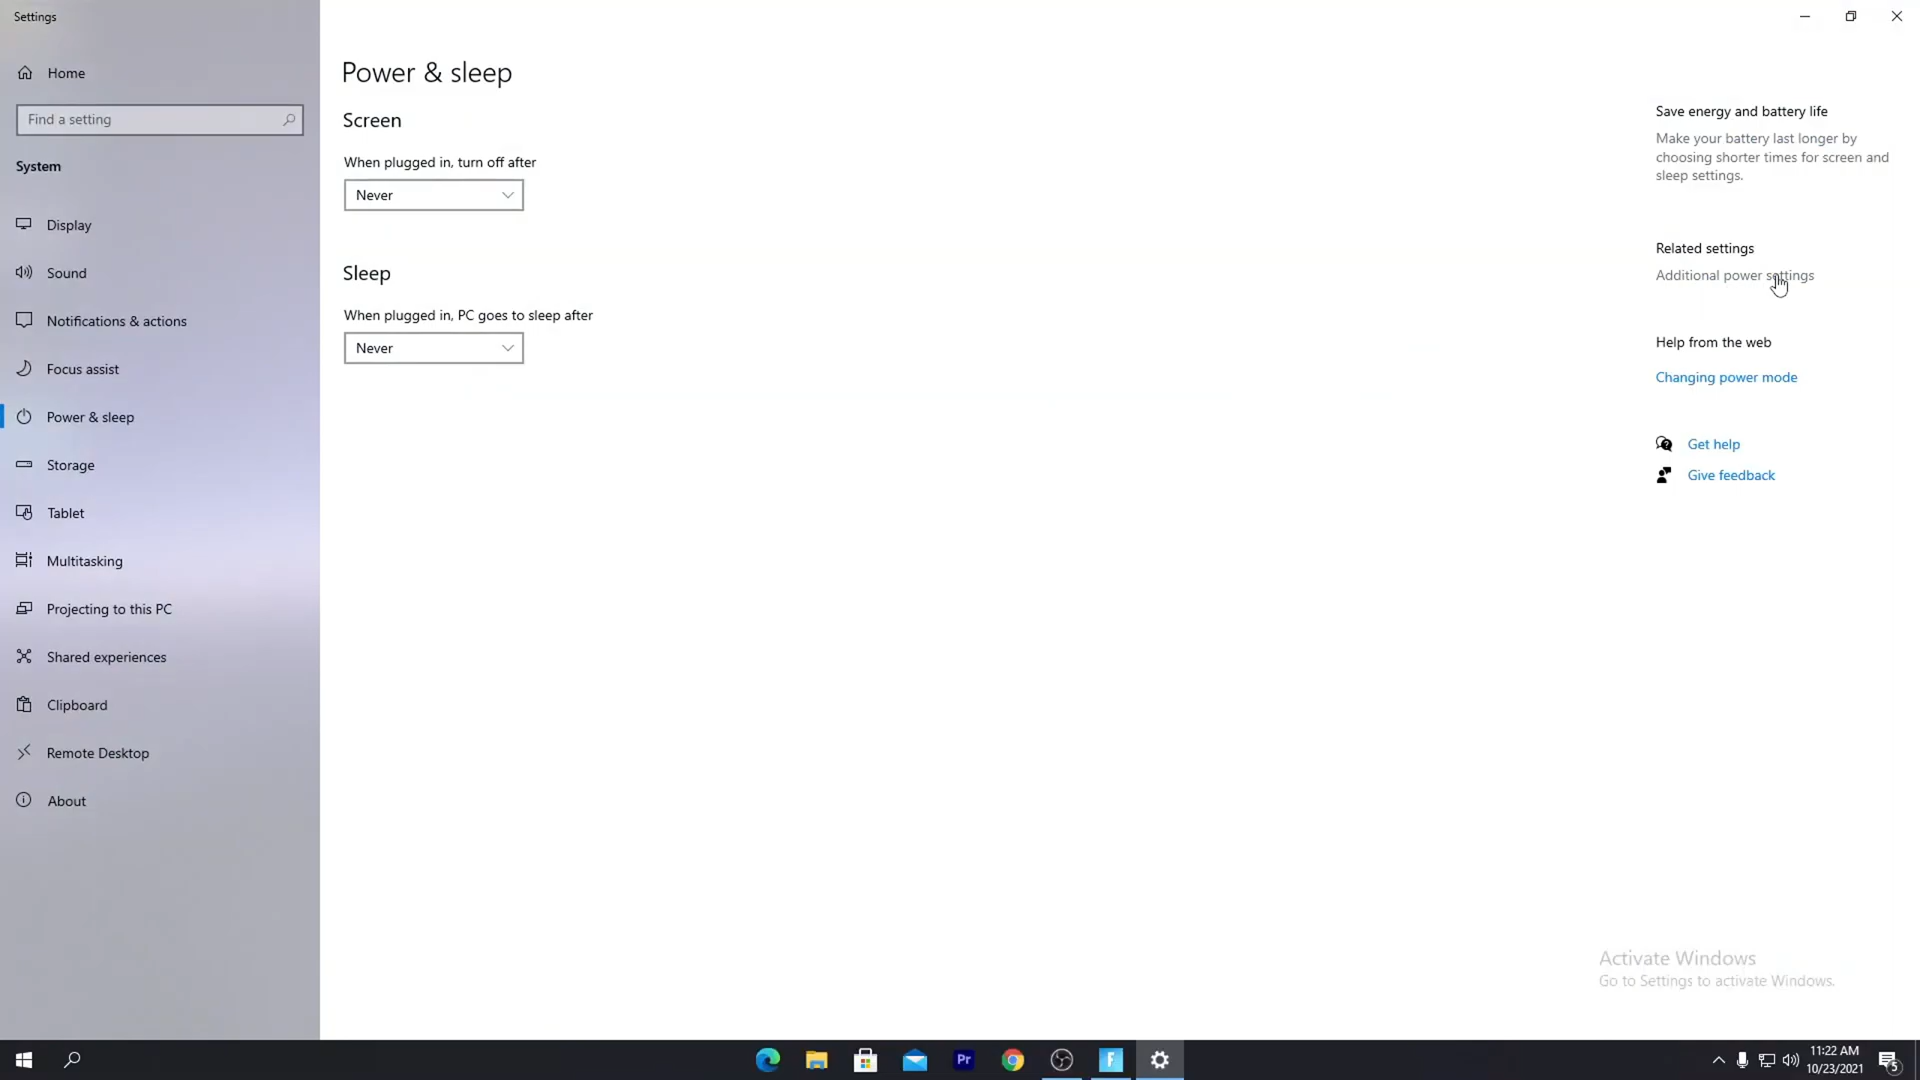 Settings
Home
Find a setting
System
Display
Sound
Notifications & actions
Focus assist
Power & sleep
Storage
Tablet
Multitasking
Projecting to this PC
Shared experiences
Clipboard
Remote Desktop
About
Power & sleep
Screen
When plugged in, turn off after
Never
Sleep
When plugged in, PC goes to sleep after
Never
Save energy and battery life
Make your battery last longer by
choosing shorter times for screen and
sleep settings.
Related settings
Additional power settings
Help from the web
Changing power mode
Get help
Give feedback
Activate Windows
Go to Settings to activate Windows.
Pr
F
11:22 AM
10/23/2021
5